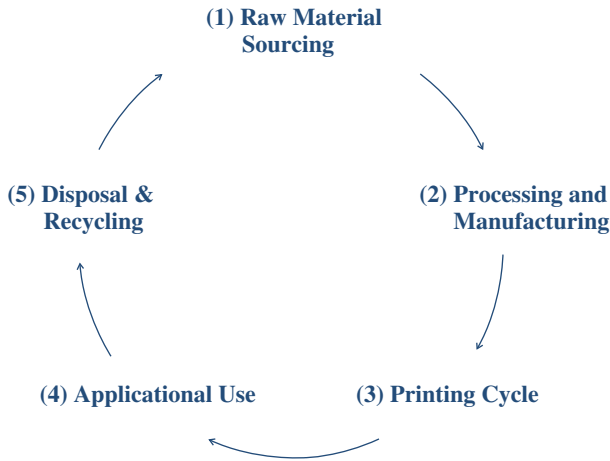 (1) Raw Material
Sourcing
(2) Processing and
Manufacturing
(3) Printing Cycle
(4) Applicational Use
(5) Disposal &
Recycling